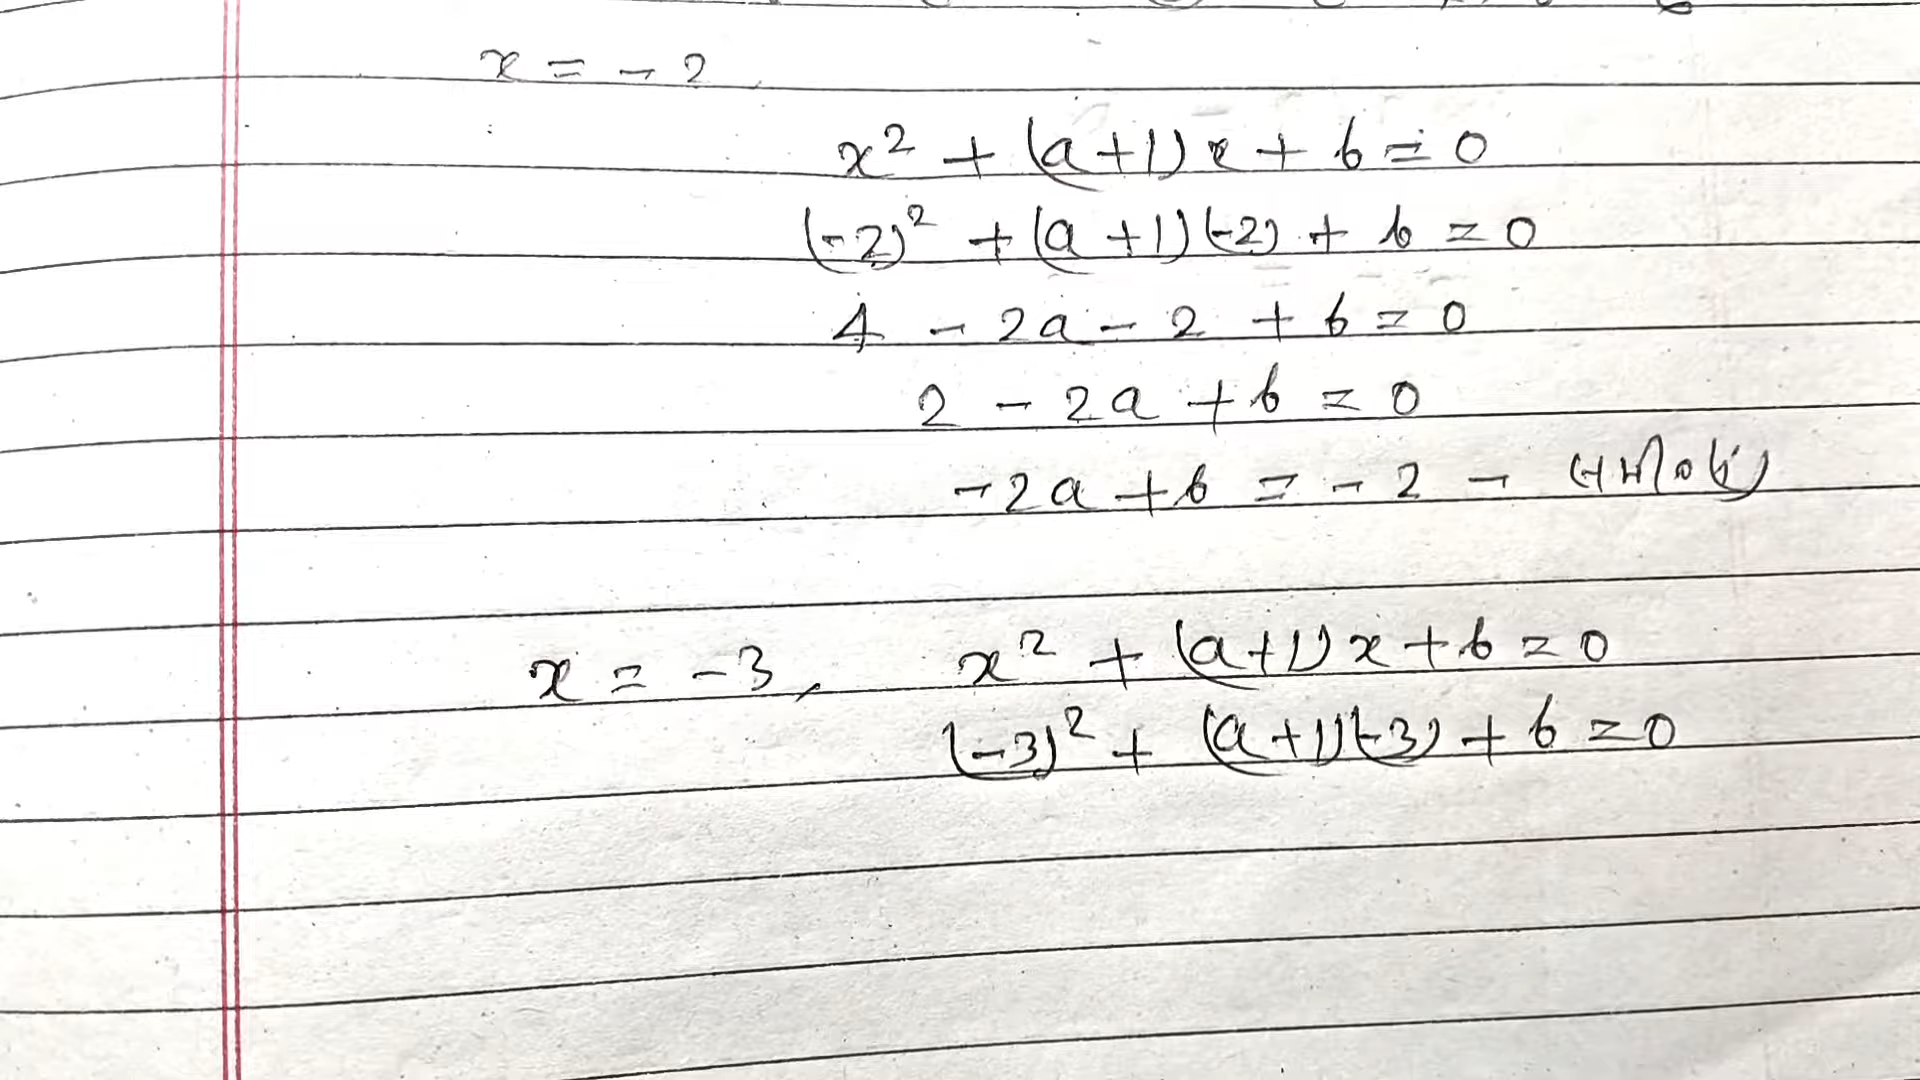 x = - 2
x² + (a+1) x + b = 0
(-2)² + (a+1)(-2) + b = 0
4 - 2a - 2 + b = 0
2 - 2a + b = 0
-2a + b = - 2 -
x = -3, x² + (a+1)x + b = 0
(-3)² + (a+1)(-3) + b = 0